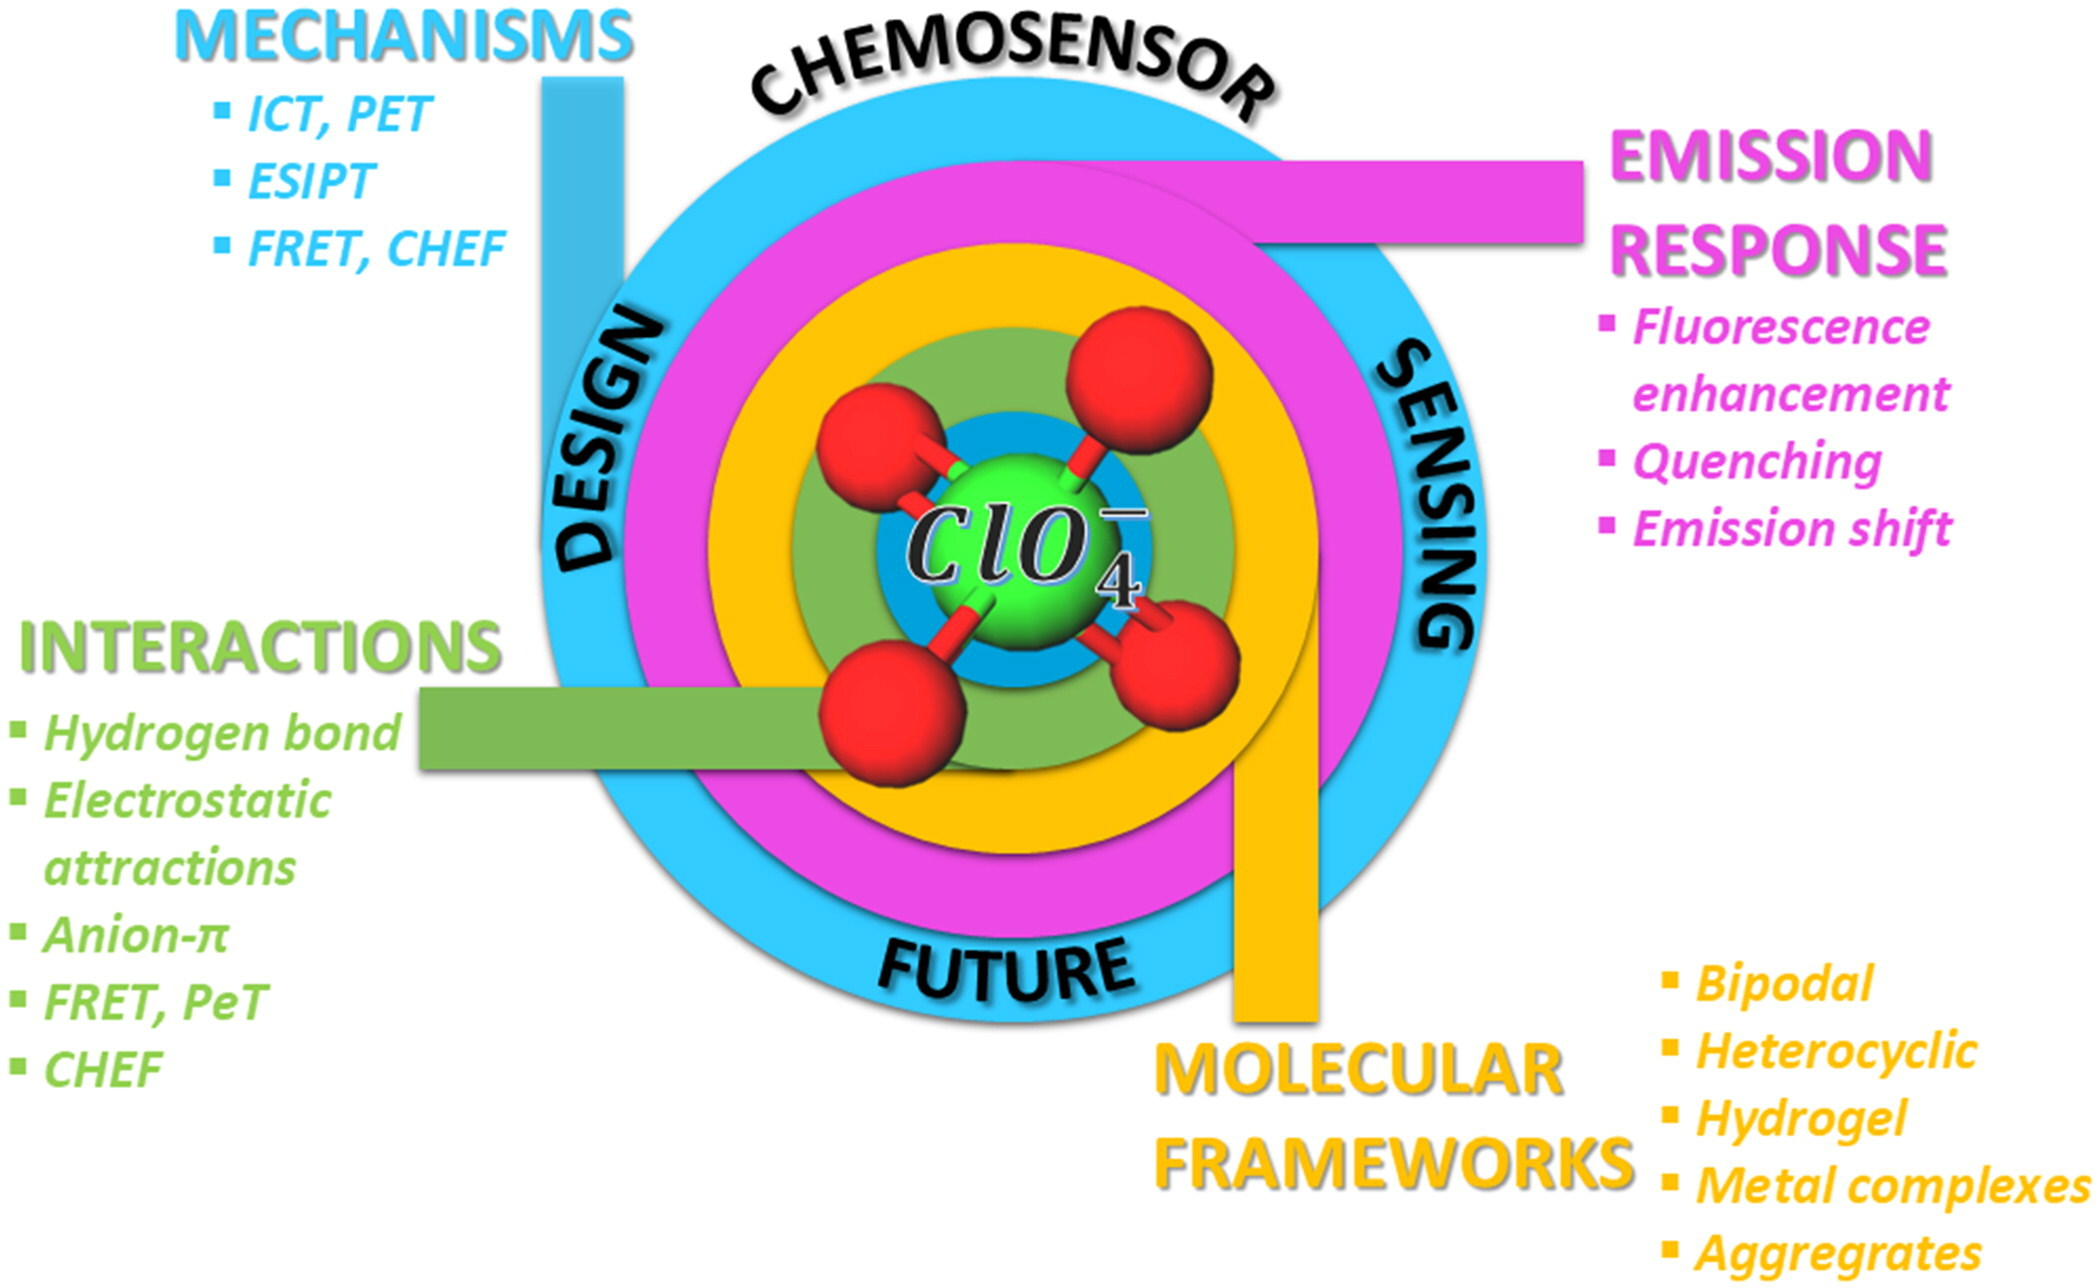 MECHANISMS
▪ ICT, PET
▪ ESIPT
▪ FRET, CHEF
CHEMOSENSOR
DESIGN
SENSING
FUTURE
ClO₄⁻
EMISSION
RESPONSE
▪ Fluorescence
enhancement
▪ Quenching
▪ Emission shift
INTERACTIONS
▪ Hydrogen bond
▪ Electrostatic
attractions
▪ Anion-π
▪ FRET, PeT
▪ CHEF
MOLECULAR
FRAMEWORKS
▪ Bipodal
▪ Heterocyclic
▪ Hydrogel
▪ Metal complexes
▪ Aggregrates